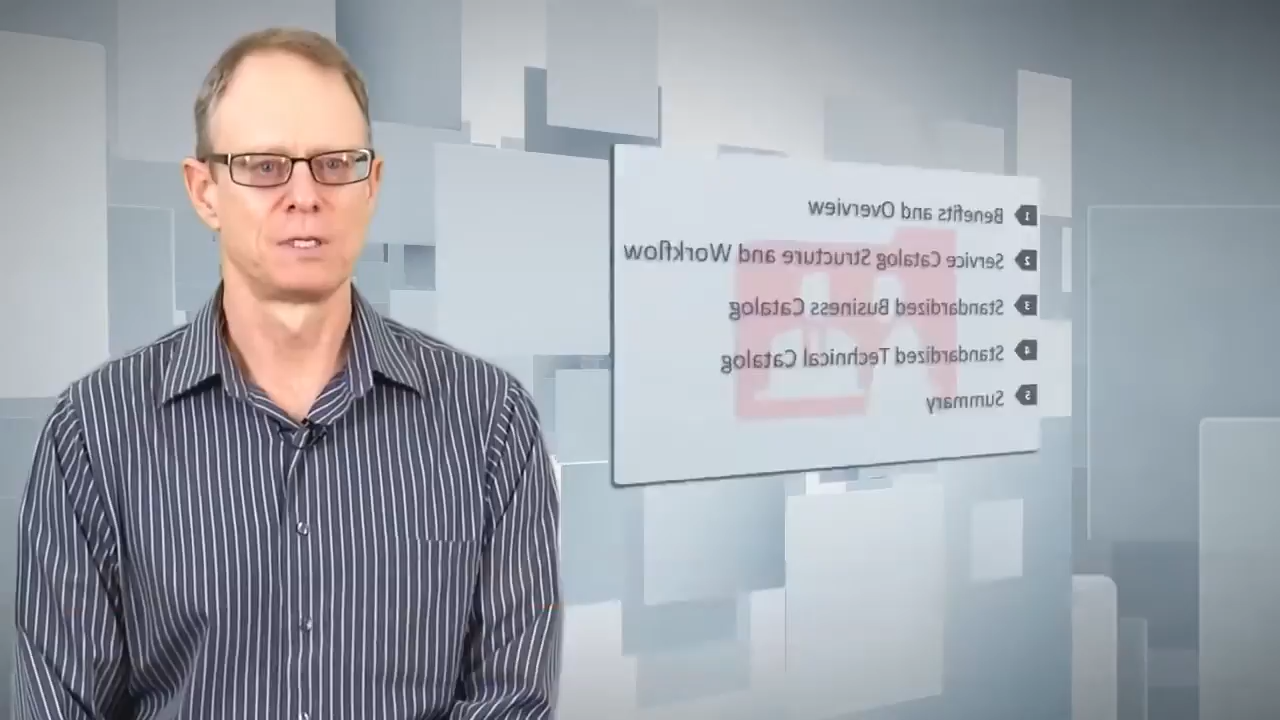 1 Benefits and Overview
2 Service Catalog Structure and Workflow
3 Standardized Business Catalog
4 Standardized Technical Catalog
5 Summary